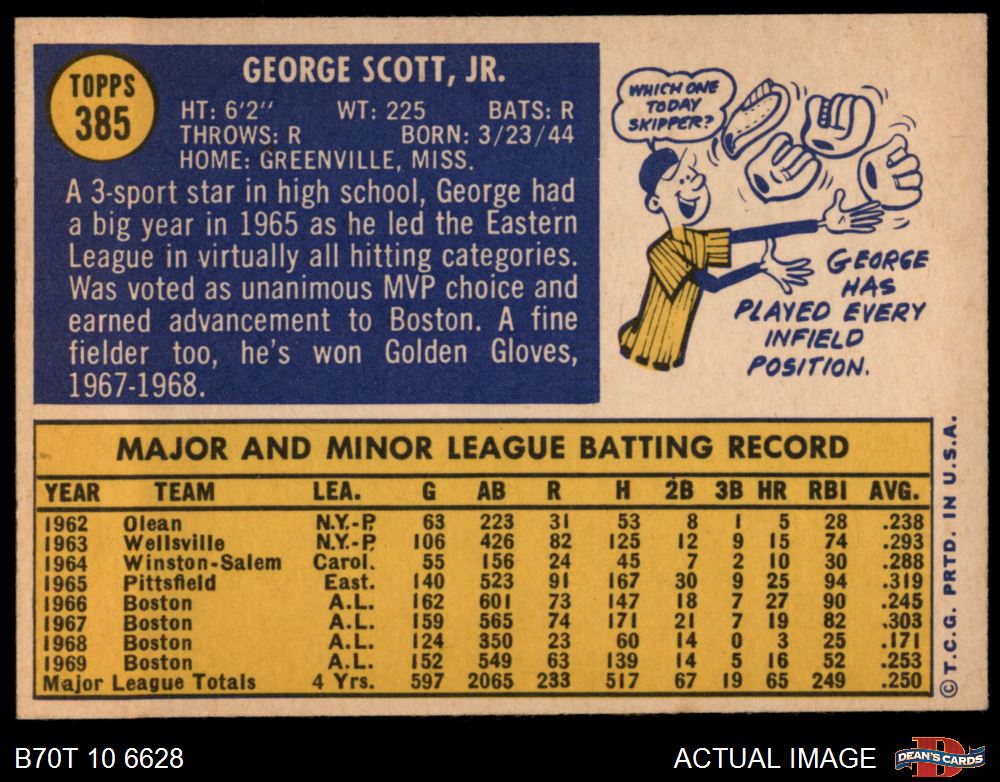 TOPPS
385
GEORGE SCOTT, JR.
HT: 6'2" WT: 225 BATS: R
THROWS: R BORN: 3/23/44
HOME: GREENVILLE, MISS.
A 3-sport star in high school, George had
a big year in 1965 as he led the Eastern
League in virtually all hitting categories.
Was voted as unanimous MVP choice and
earned advancement to Boston. A fine
fielder too, he's won Golden Gloves,
1967-1968.
WHICH ONE
TODAY
SKIPPER?
GEORGE
HAS
PLAYED EVERY
INFIELD
POSITION.
MAJOR AND MINOR LEAGUE BATTING RECORD
YEAR TEAM LEA. G AB R H 2B 3B HR RBI AVG.
1962 Olean N.Y.-P. 63 223 31 53 8 1 5 28 .238
1963 Wellsville N.Y.-P. 106 426 82 125 12 9 15 74 .293
1964 Winston-Salem Carol. 55 156 24 45 7 2 10 30 .288
1965 Pittsfield East. 140 523 91 167 30 9 25 94 .319
1966 Boston A.L. 162 601 73 147 18 7 27 90 .245
1967 Boston A.L. 159 565 74 171 21 7 19 82 .303
1968 Boston A.L. 124 350 23 60 14 0 3 25 .171
1969 Boston A.L. 152 549 63 139 14 5 16 52 .253
Major League Totals 4 Yrs. 597 2065 233 517 67 19 65 249 .250
© T.C.G. PRTD. IN U.S.A.
B70T 10 6628
ACTUAL IMAGE
D
DEAN'S CARDS